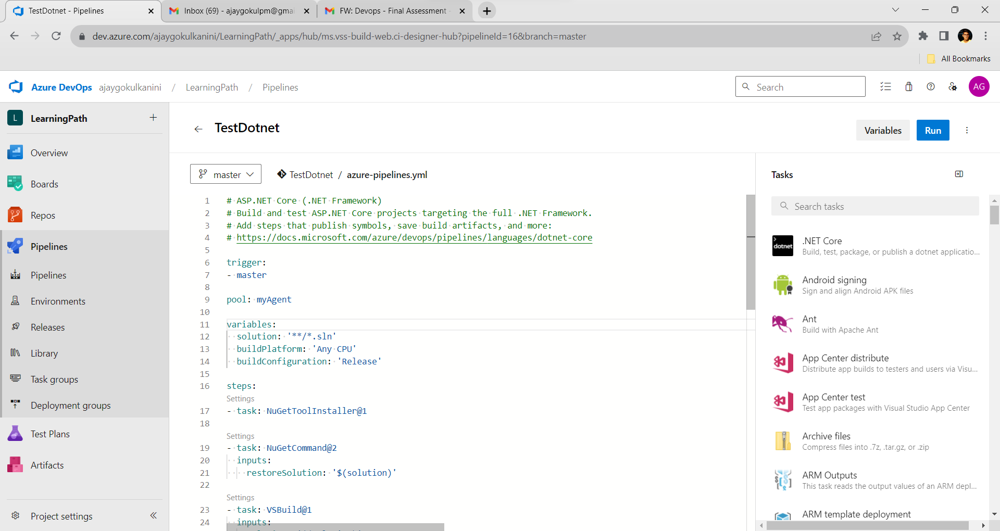 TestDotnet - Pipelines
Inbox (69) - ajaygokulpm@gmai
FW: Devops - Final Assessment -
dev.azure.com/ajaygokulkanini/LearningPath/_apps/hub/ms.vss-build-web.ci-designer-hub?pipelineId=16&branch=master
All Bookmarks
Azure DevOps ajaygokulkanini / LearningPath / Pipelines
Search
AG
L LearningPath
Overview
Boards
Repos
Pipelines
Pipelines
Environments
Releases
Library
Task groups
Deployment groups
Test Plans
Artifacts
Project settings
TestDotnet
Variables
Run
master
TestDotnet / azure-pipelines.yml
1 # ASP.NET Core (.NET Framework)
2 # Build and test ASP.NET Core projects targeting the full .NET Framework.
3 # Add steps that publish symbols, save build artifacts, and more:
4 # https://docs.microsoft.com/azure/devops/pipelines/languages/dotnet-core
5
6 trigger:
7 - master
8
9 pool: myAgent
10
11 variables:
12 solution: '**/*.sln'
13 buildPlatform: 'Any CPU'
14 buildConfiguration: 'Release'
15
16 steps:
Settings
17 - task: NuGetToolInstaller@1
18
Settings
19 - task: NuGetCommand@2
20 inputs:
21 restoreSolution: '$(solution)'
22
Settings
23 - task: VSBuild@1
24 inputs:
Tasks
Search tasks
dotnet
.NET Core
Build, test, package, or publish a dotnet applicatio...
Android signing
Sign and align Android APK files
Ant
Build with Apache Ant
App Center distribute
Distribute app builds to testers and users via Visu...
App Center test
Test app packages with Visual Studio App Center
Archive files
Compress files into .7z, .tar.gz, or .zip
ARM Outputs
This task reads the output values of an ARM depl...
ARM template deployment